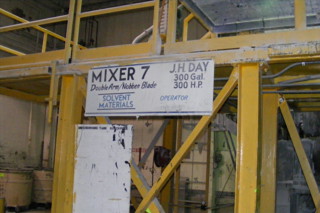 MIXER 7
Double Arm/Nobber Blade
SOLVENT
MATERIALS
J.H. DAY
300 Gal.
300 H.P.
OPERATOR